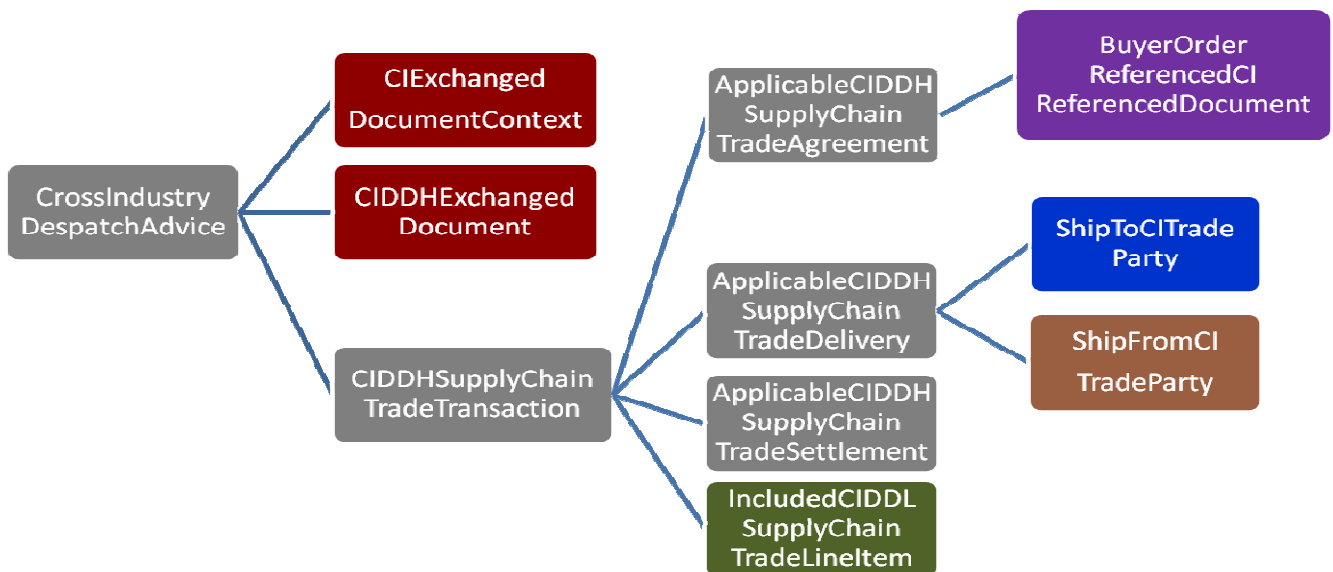 CrossIndustry
DespatchAdvice
CIExchanged
DocumentContext
CIDDHExchanged
Document
CIDDHSupplyChain
TradeTransaction
ApplicableCIDDH
SupplyChain
TradeAgreement
ApplicableCIDDH
SupplyChain
TradeDelivery
ApplicableCIDDH
SupplyChain
TradeSettlement
IncludedCIDDL
SupplyChain
TradeLineItem
BuyerOrder
ReferencedCI
ReferencedDocument
ShipToCITrade
Party
ShipFromCI
TradeParty